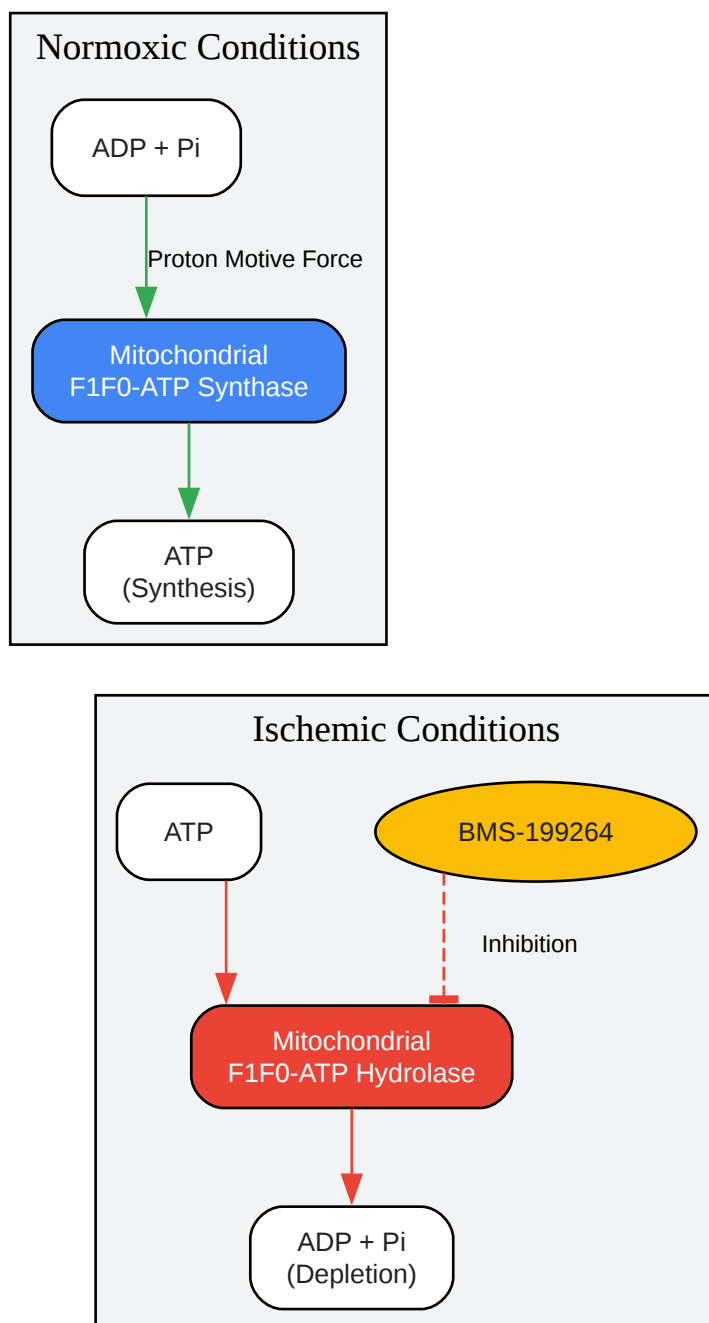 Normoxic Conditions
ADP + Pi
Proton Motive Force
Mitochondrial
F1F0-ATP Synthase
ATP
(Synthesis)
Ischemic Conditions
ATP
BMS-199264
Inhibition
Mitochondrial
F1F0-ATP Hydrolase
ADP + Pi
(Depletion)